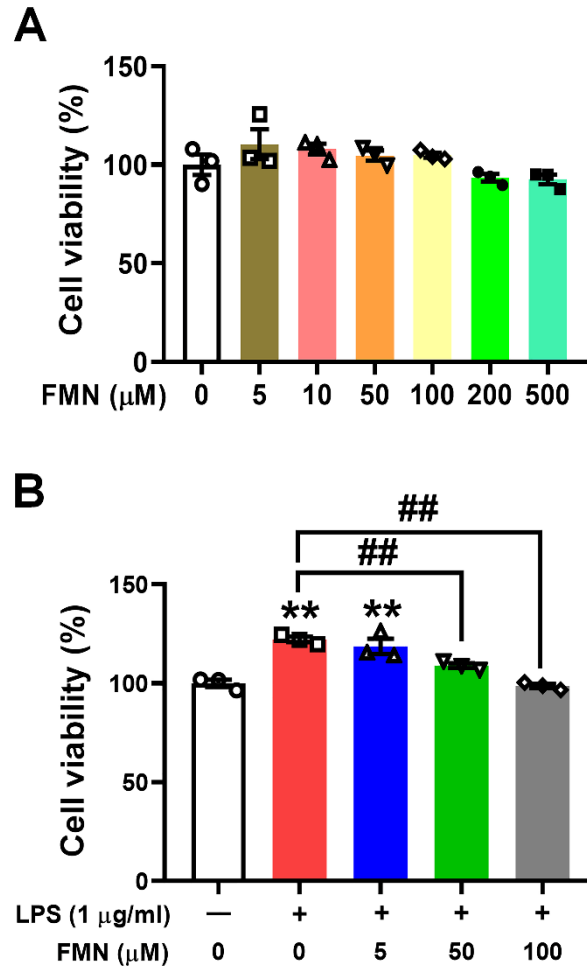 A
Cell viability (%)
150
100
50
0
FMN (μM) 0 5 10 50 100 200 500
B
##
##
** **
Cell viability (%)
150
100
50
0
LPS (1 μg/ml) — + + + +
FMN (μM) 0 0 5 50 100